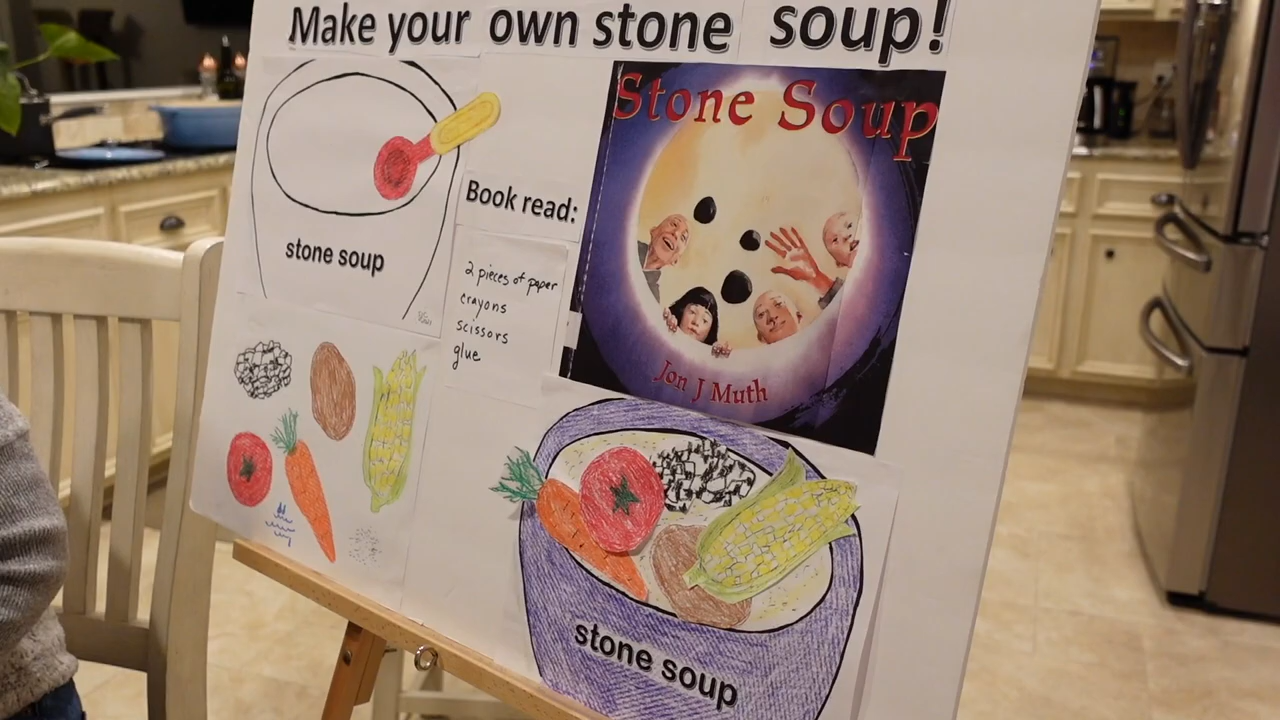 Make your own stone soup!
stone soup
Book read:
2 pieces of paper
crayons
scissors
glue
Stone Soup
Jon J Muth
stone soup